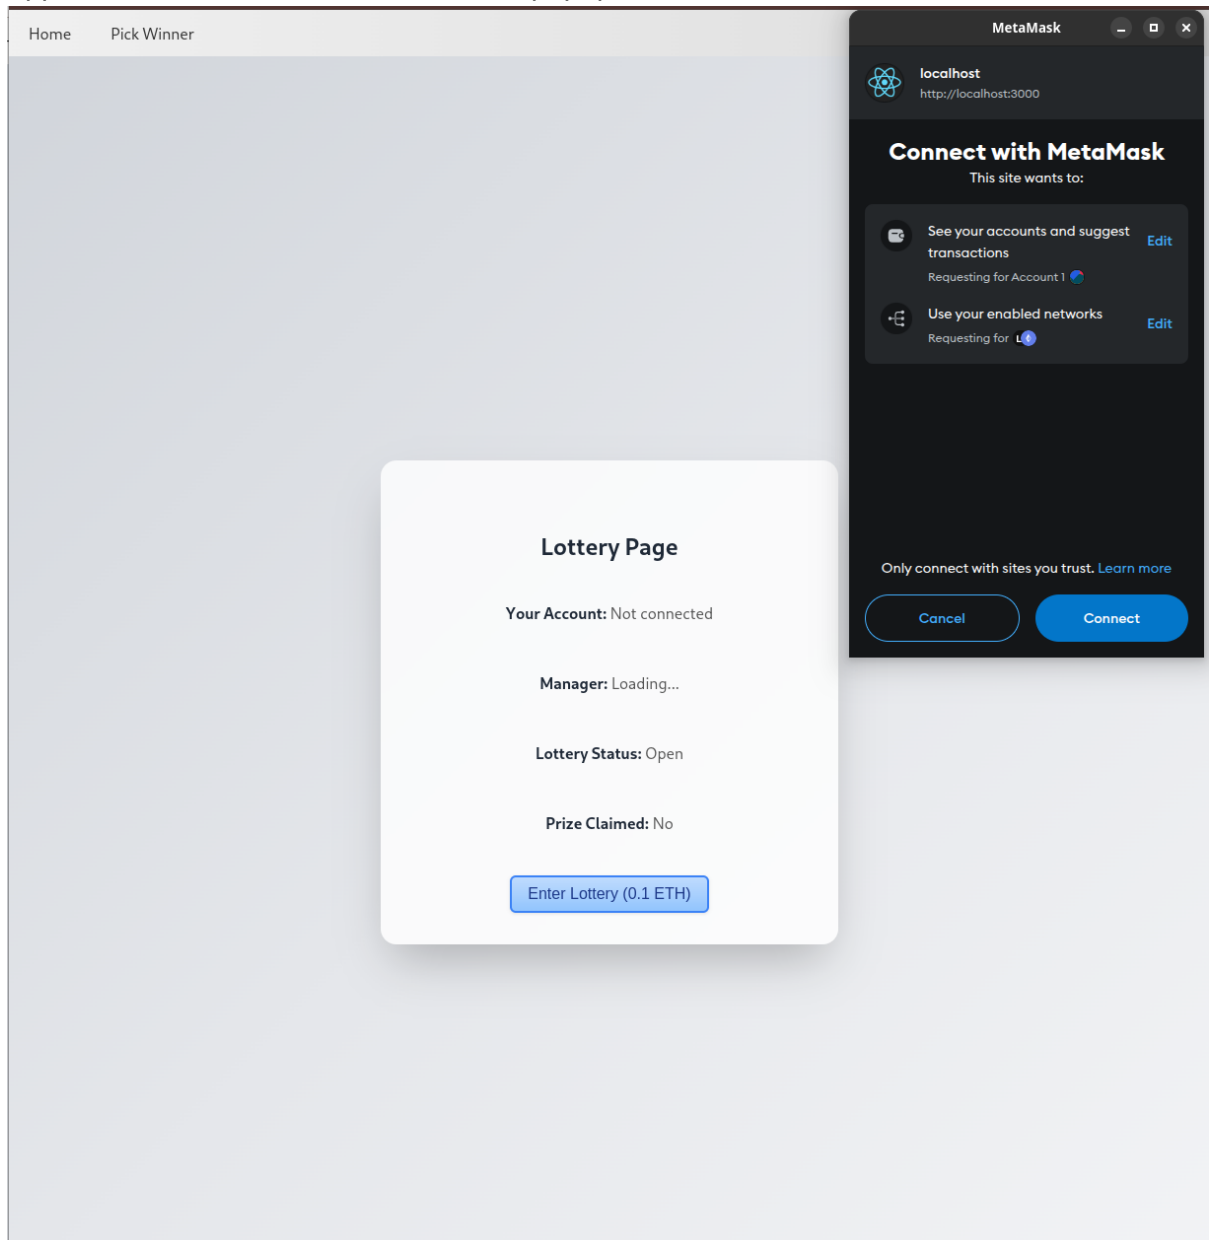 Home Pick Winner
MetaMask
localhost
http://localhost:3000
Connect with MetaMask
This site wants to:
See your accounts and suggest
transactions
Edit
Requesting for Account 1
Use your enabled networks
Edit
Requesting for L
Only connect with sites you trust. Learn more
Cancel Connect
Lottery Page
Your Account: Not connected
Manager: Loading...
Lottery Status: Open
Prize Claimed: No
Enter Lottery (0.1 ETH)